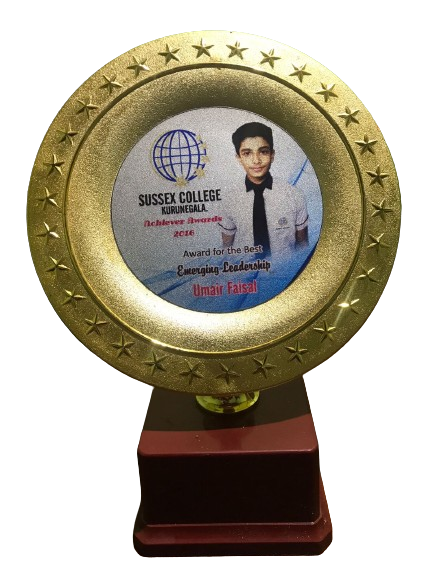 SUSSEX COLLEGE
KURUNEGALA.
Achiever Awards
2016
Award for the Best
Emerging Leadership
Umair Faisal